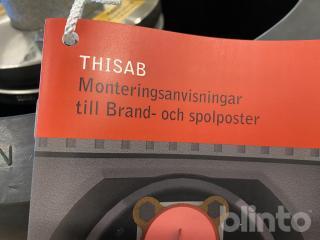 THISAB
Monteringsanvisningar
till Brand- och spolposter
N
blinto